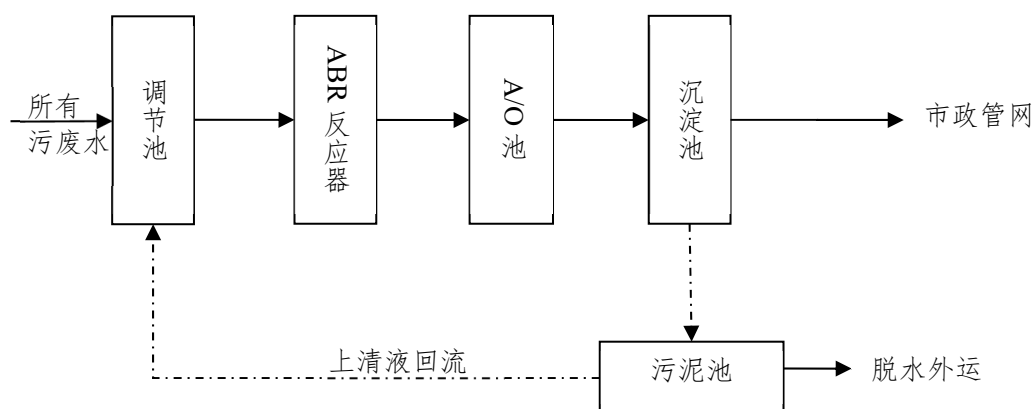 所有
污废水
调节池
ABR 反应器
A/O 池
沉淀池
市政管网
上清液回流
污泥池
脱水外运